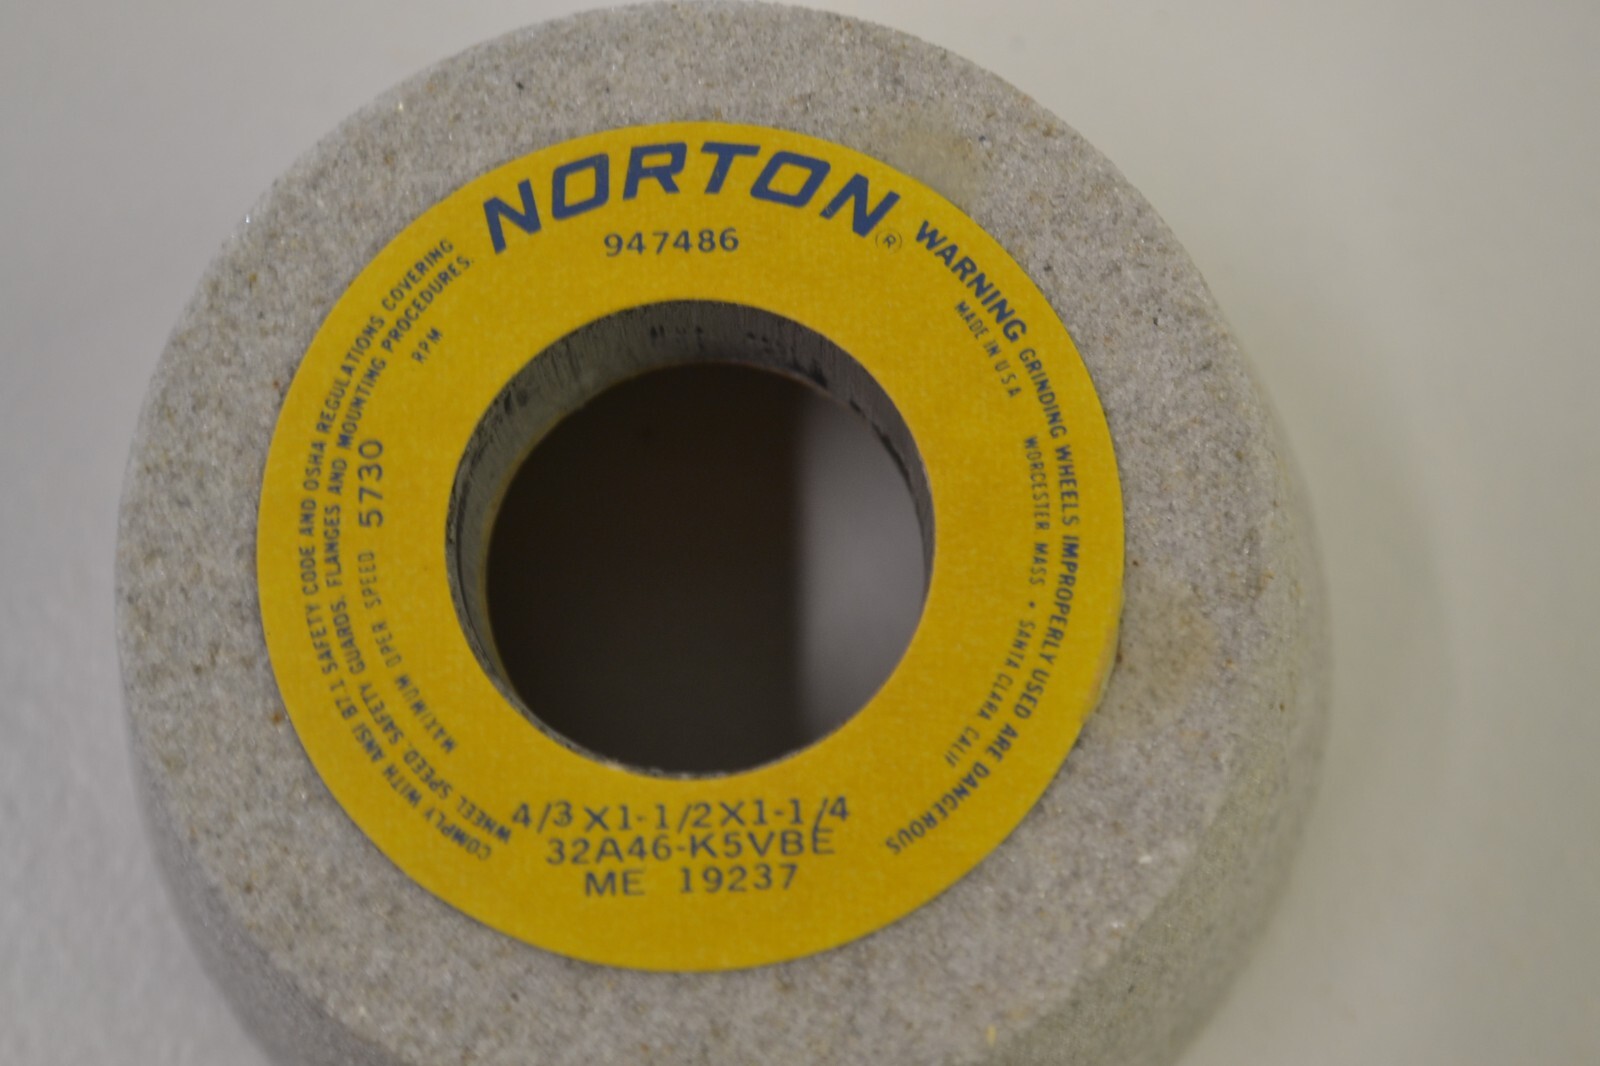 NORTON®
947486
WARNING GRINDING WHEELS IMPROPERLY USED ARE DANGEROUS
MADE IN USA
WORCESTER MASS • SANTA CLARA CALIF
COMPLY WITH ANSI B7.1 SAFETY CODE AND OSHA REGULATIONS COVERING
WHEEL SPEED, SAFETY GUARDS, FLANGES AND MOUNTING PROCEDURES.
MAXIMUM OPER SPEED 5730 RPM
4/3X1-1/2X1-1/4
32A46-K5VBE
ME 19237